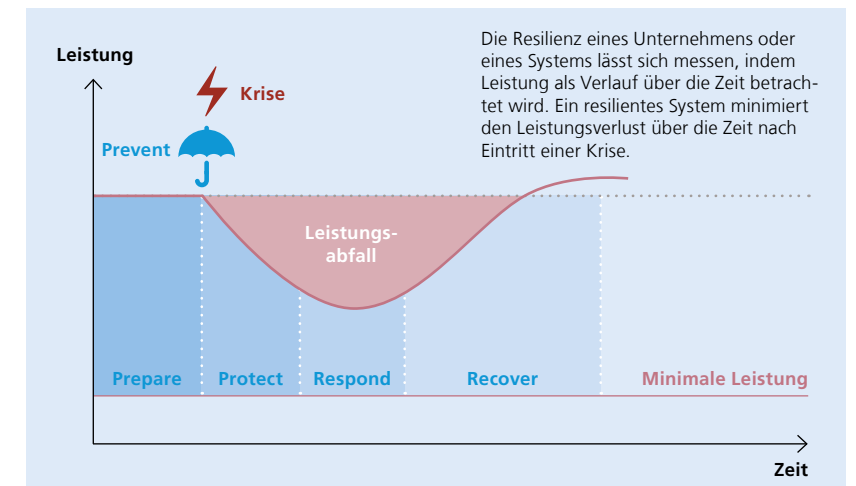 Die Resilienz eines Unternehmens oder
eines Systems lässt sich messen, indem
Leistung als Verlauf über die Zeit betrach-
tet wird. Ein resilientes System minimiert
den Leistungsverlust über die Zeit nach
Eintritt einer Krise.
Leistung
Krise
Prevent
Leistungs-
abfall
Prepare
Protect
Respond
Recover
Minimale Leistung
Zeit